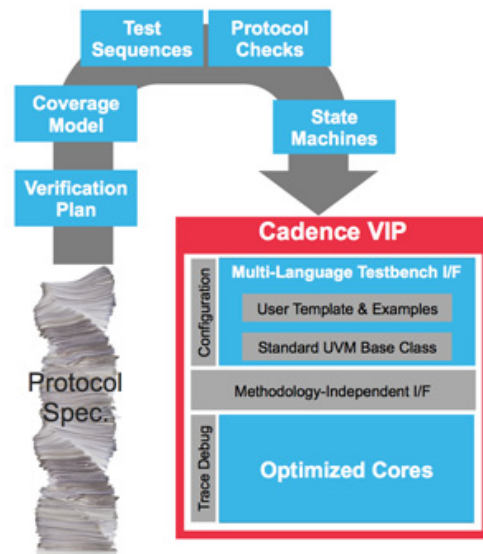 Test
Sequences
Protocol
Checks
Coverage
Model
State
Machines
Verification
Plan
Protocol
Spec.
Cadence VIP
Configuration
Multi-Language Testbench I/F
User Template & Examples
Standard UVM Base Class
Methodology-Independent I/F
Trace Debug
Optimized Cores